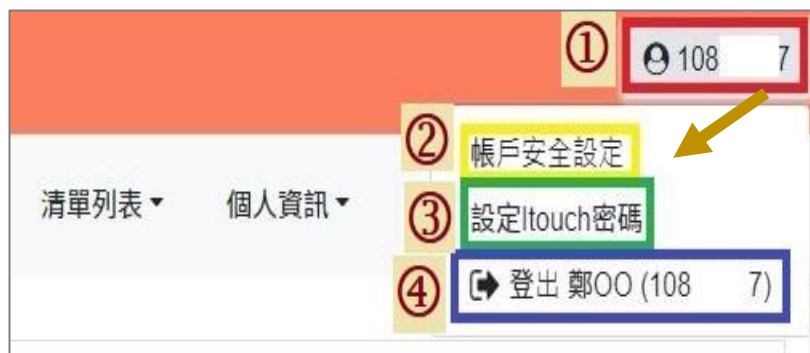 ① 108 7
② 帳戶安全設定
清單列表 個人資訊
③ 設定Itouch密碼
④ 登出 鄭OO (108 7)